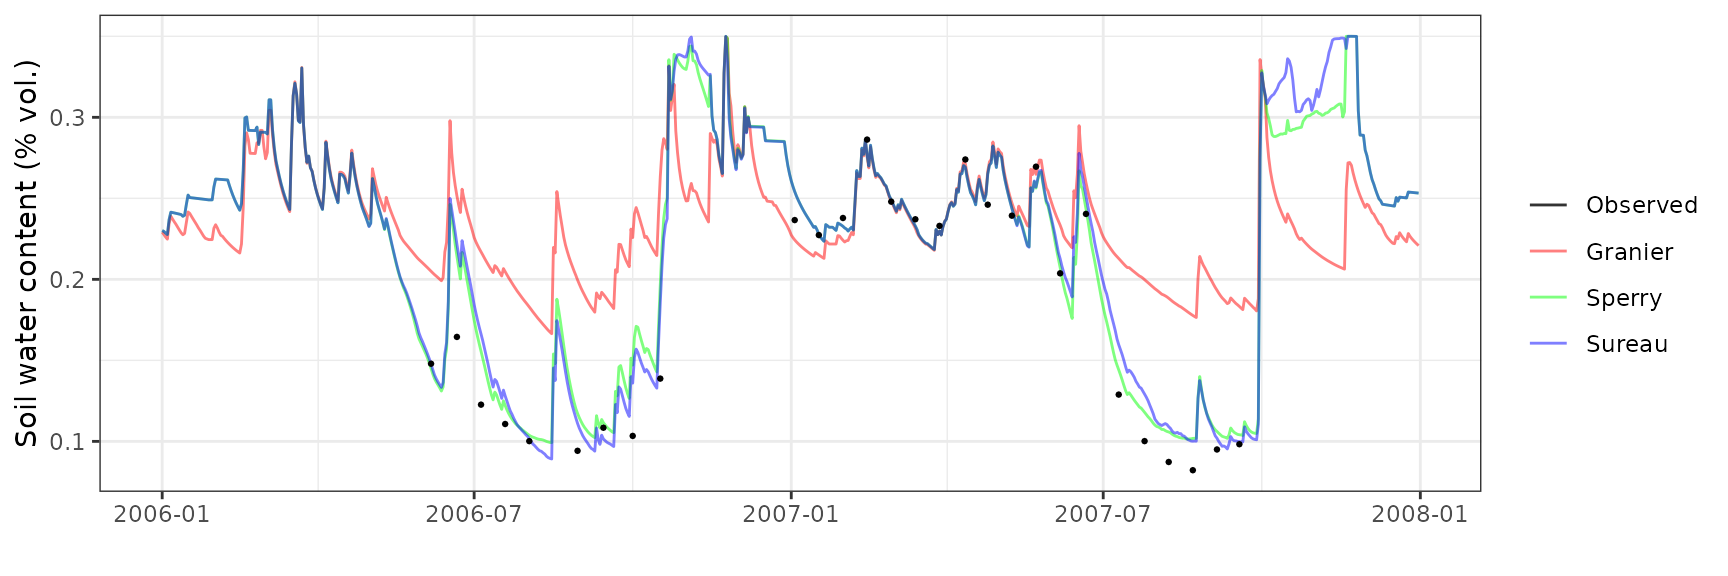 Soil water content (% vol.)
0.3
0.2
0.1
2006-01
2006-07
2007-01
2007-07
2008-01
Observed
Granier
Sperry
Sureau